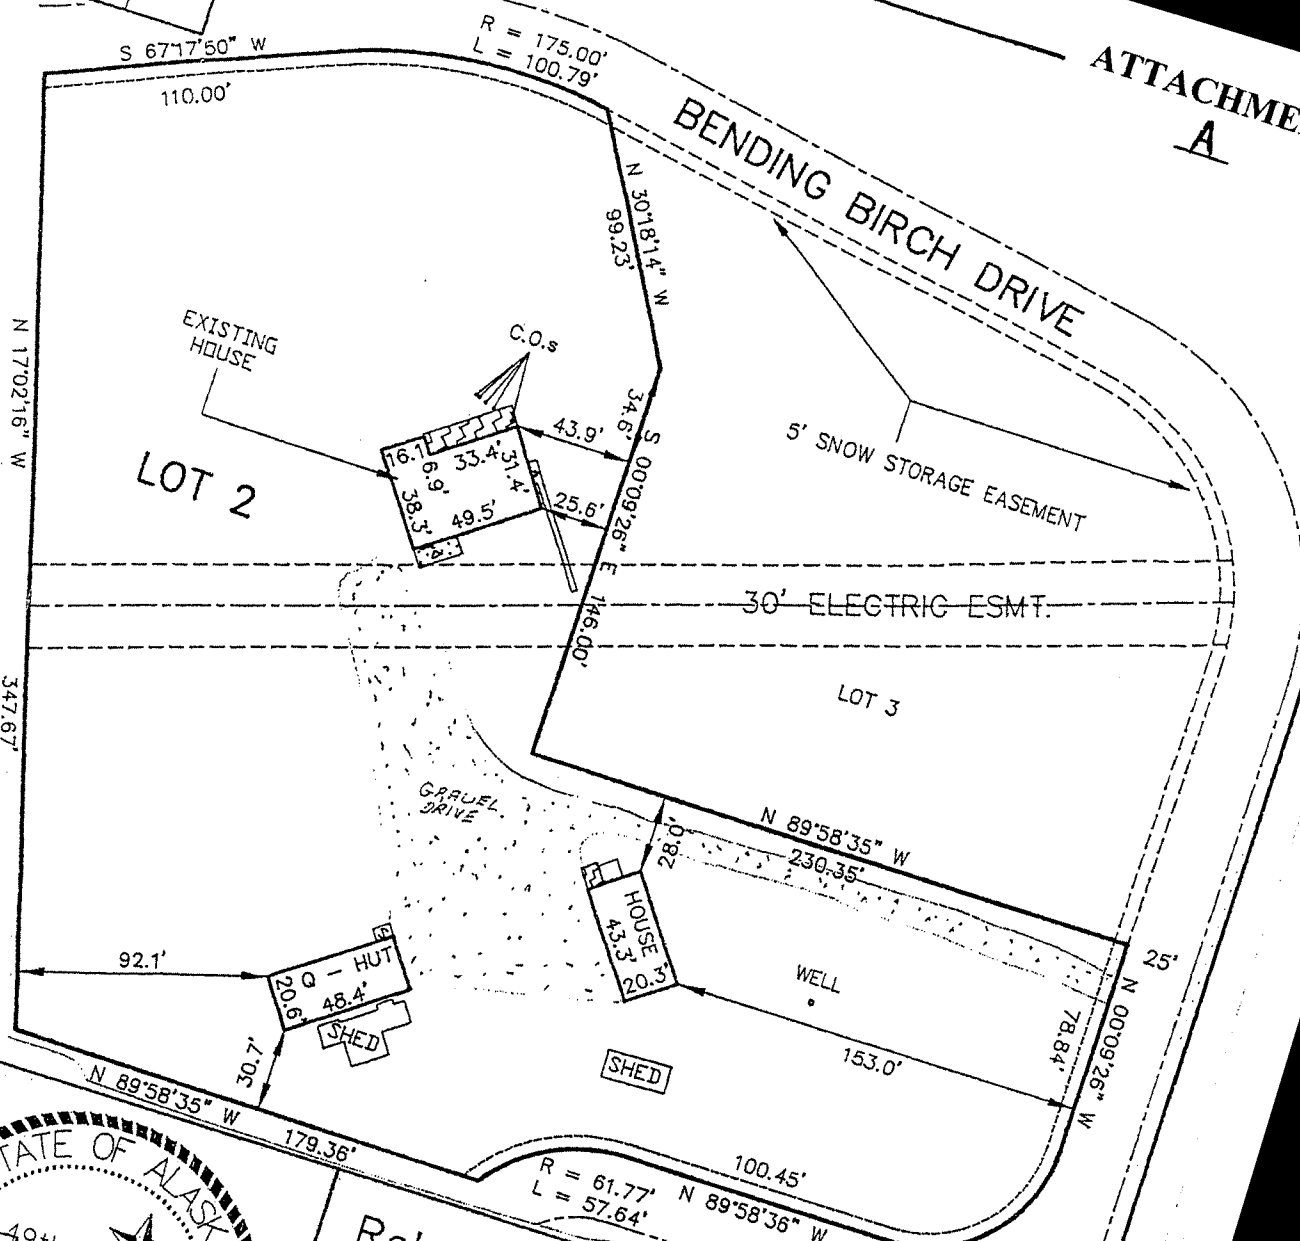 S 67°17'50" W
110.00'
R = 175.00'
L = 100.79'
ATTACHME
A
BENDING BIRCH DRIVE
N 30°18'14" W
99.23'
EXISTING
HOUSE
C.O.s
N 17°02'16" W
347.67'
LOT 2
16.1
6.9'
33.4'
31.4'
38.3'
49.5'
43.9'
25.6'
34.6'
S 00°09'26" E
146.00'
5' SNOW STORAGE EASEMENT
30' ELECTRIC ESMT.
LOT 3
GRAVEL
DRIVE
N 89°58'35" W
230.35'
28.0'
HOUSE
43.3'
20.3'
25'
WELL
N 00°09'26" W
78.84'
153.0'
92.1'
Q - HUT
20.6'
48.4'
SHED
30.7'
SHED
N 89°58'35" W
179.36'
R = 61.77'
L = 57.64'
100.45'
N 89°58'36" W
TATE OF ALASK
49th